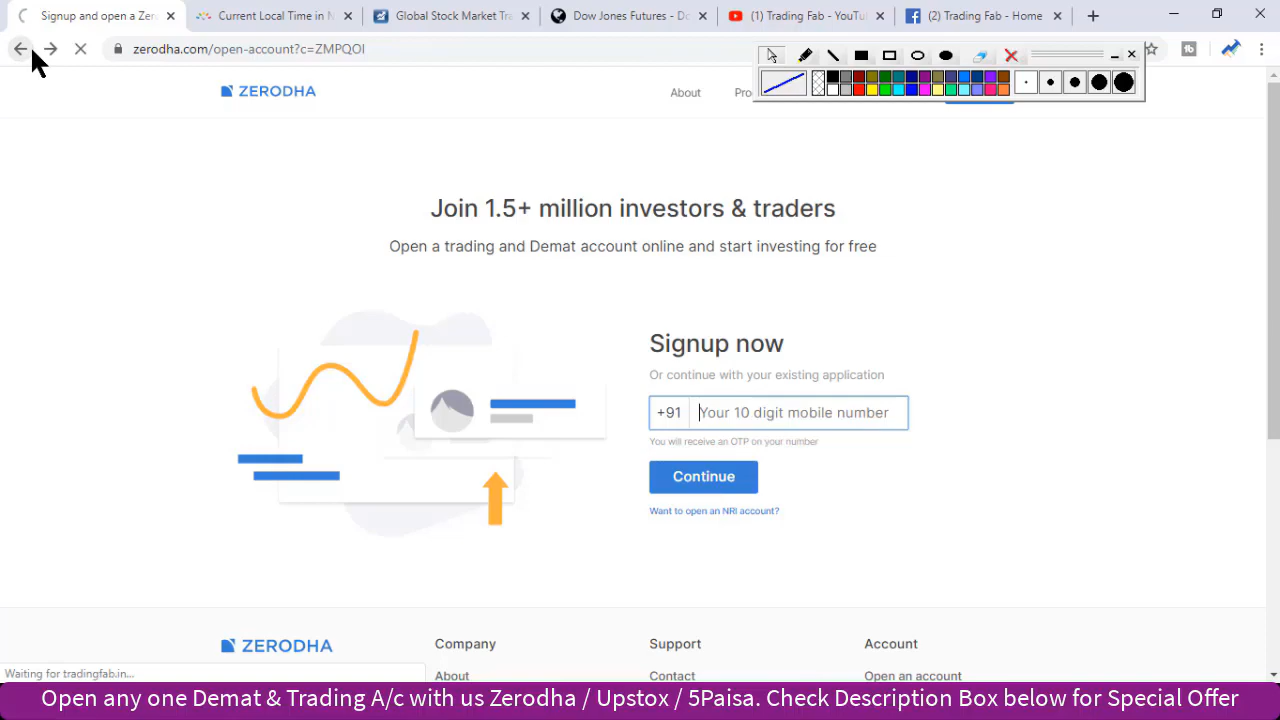 Signup and open a Zer
Current Local Time in N
Global Stock Market Tra
Dow Jones Futures - Do
(1) Trading Fab - YouTu
(2) Trading Fab - Home
zerodha.com/open-account?c=ZMPQOI
ZERODHA
About
Pro
Join 1.5+ million investors & traders
Open a trading and Demat account online and start investing for free
Signup now
Or continue with your existing application
+91 Your 10 digit mobile number
You will receive an OTP on your number
Continue
Want to open an NRI account?
ZERODHA
Company
Support
Account
About
Contact
Open an account
Waiting for tradingfab.in...
Open any one Demat & Trading A/c with us Zerodha / Upstox / 5Paisa. Check Description Box below for Special Offer